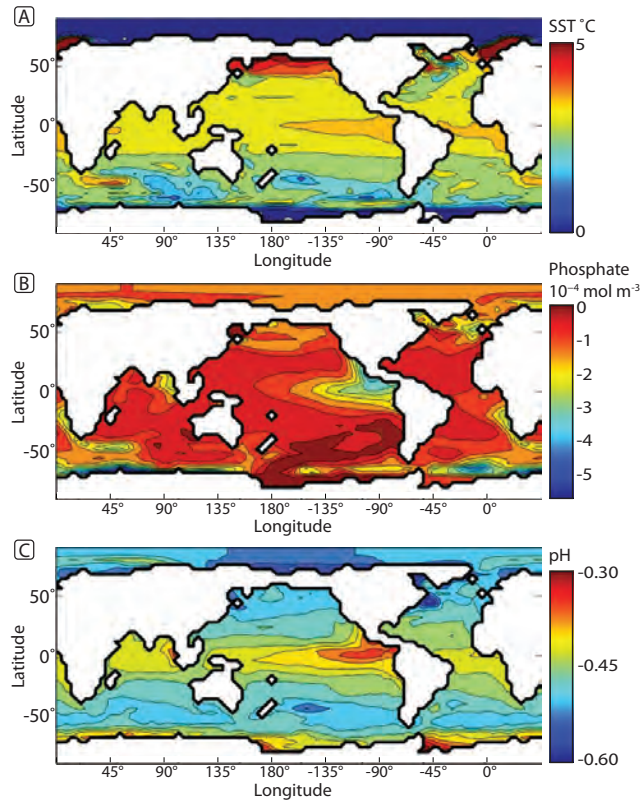 A
SST °C
5
50°
0°
-50°
Latitude
0
45° 90° 135° 180° -135° -90° -45° 0°
Longitude
B
Phosphate
10⁻⁴ mol m⁻³
0
-1
-2
-3
-4
-5
50°
0°
-50°
Latitude
45° 90° 135° 180° -135° -90° -45° 0°
Longitude
C
pH
-0.30
-0.45
-0.60
50°
0°
-50°
Latitude
45° 90° 135° 180° -135° -90° -45° 0°
Longitude